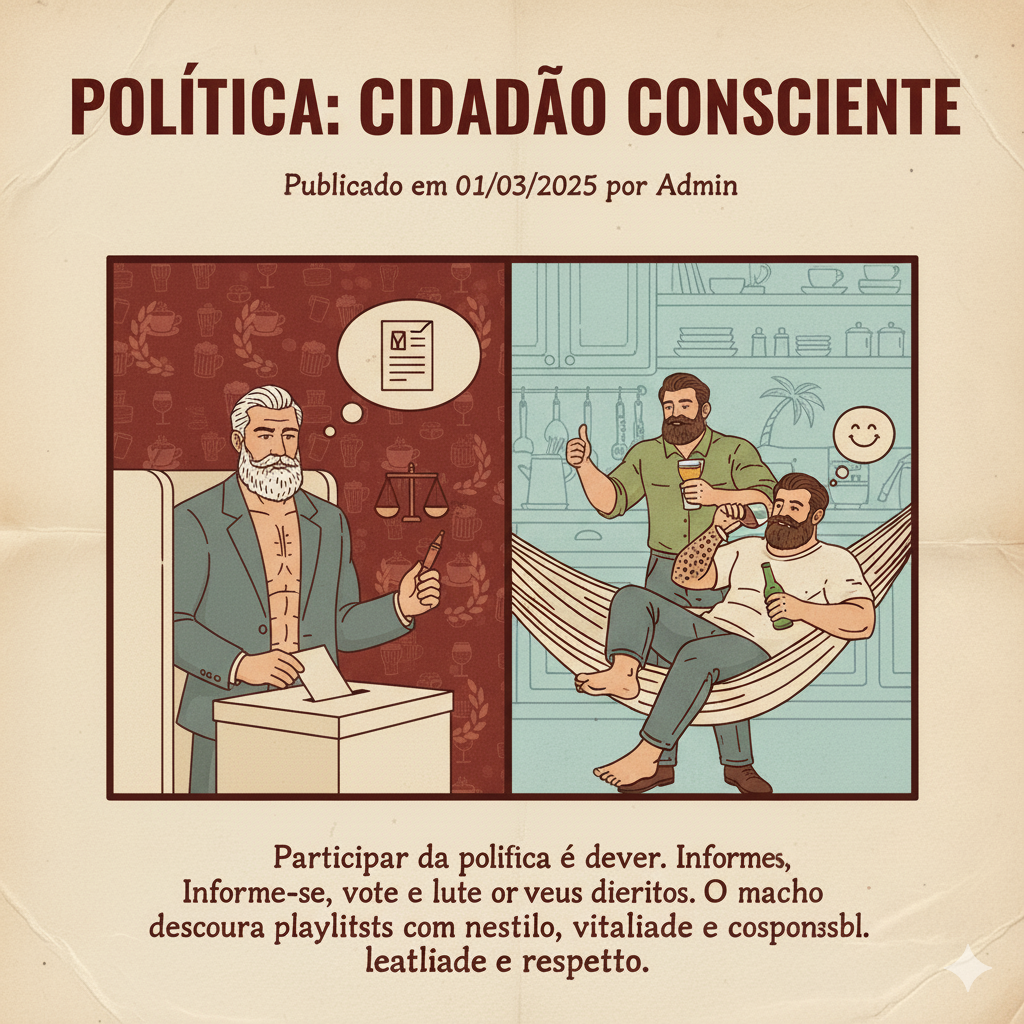 POLÍTICA: CIDADÃO CONSCIENTE
Publicado em 01/03/2025 por Admin
Participar da polifica é dever. Informes,
Informe-se, vote e lute or veus dieritos. O macho
descoura playlitsts com nestilo, vitaliade e cosponssbl.
leatliade e respetto.